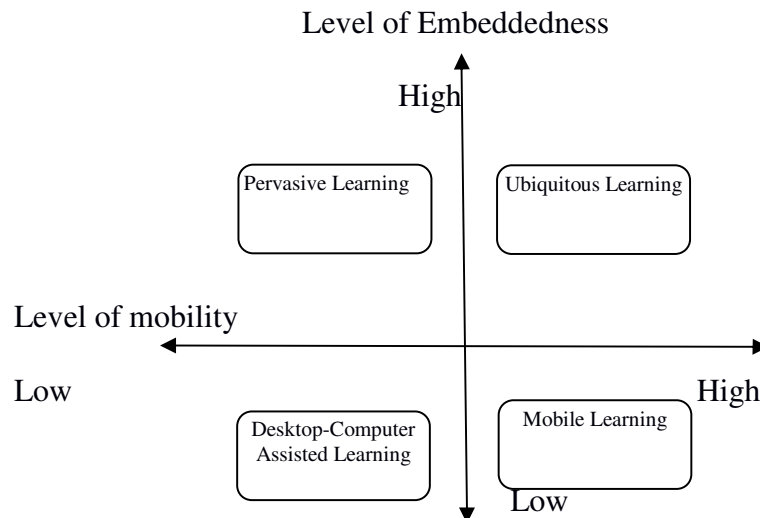 Level of Embeddedness
High
Pervasive Learning
Ubiquitous Learning
Level of mobility
Low
High
Desktop-Computer
Assisted Learning
Mobile Learning
Low